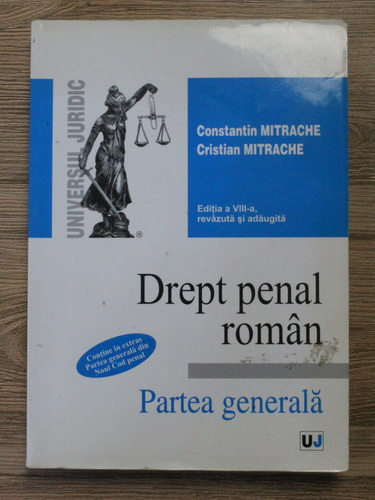 UNIVERSUL JURIDIC
®
Constantin MITRACHE
Cristian MITRACHE
Ediția a VIII-a,
revăzută și adăugită
Drept penal
român
Conține în extras
Partea generală din
Noul Cod penal
Partea generală
UJ